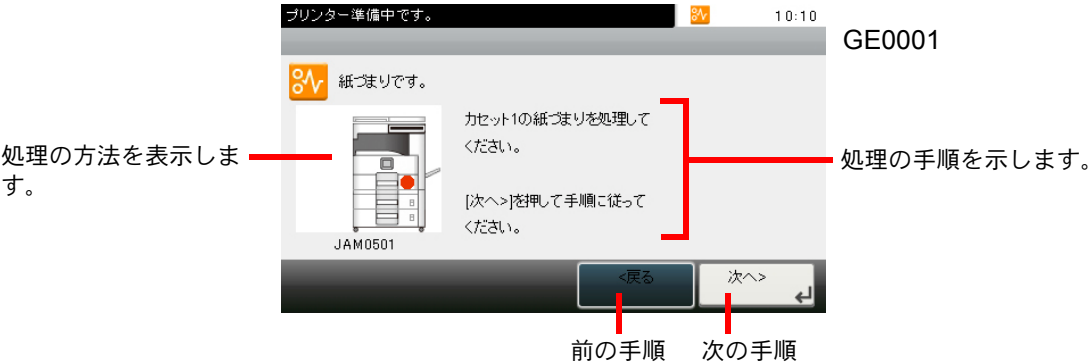 プリンター準備中です。
10:10
GE0001
紙づまりです。
カセット1の紙づまりを処理して
ください。
[次へ>]を押して手順に従って
ください。
JAM0501
処理の方法を表示しま
す。
処理の手順を示します。
<戻る
次へ>
前の手順
次の手順